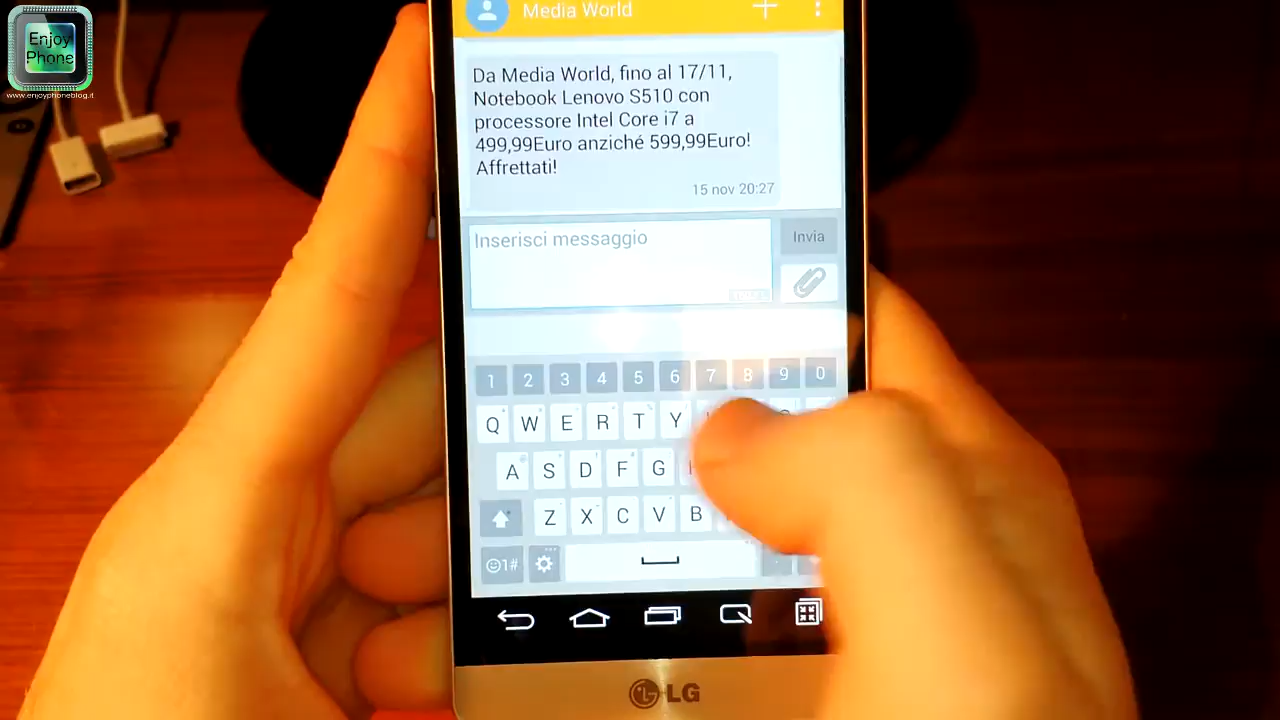 Enjoy
Phone
www.enjoyphoneblog.it
Media World
Da Media World, fino al 17/11,
Notebook Lenovo S510 con
processore Intel Core i7 a
499,99Euro anziché 599,99Euro!
Affrettati!
15 nov 20:27
Inserisci messaggio
Invia
1 2 3 4 5 6 7 8 9 0
Q W E R T Y
A S D F G
Z X C V B
☺1#
LG